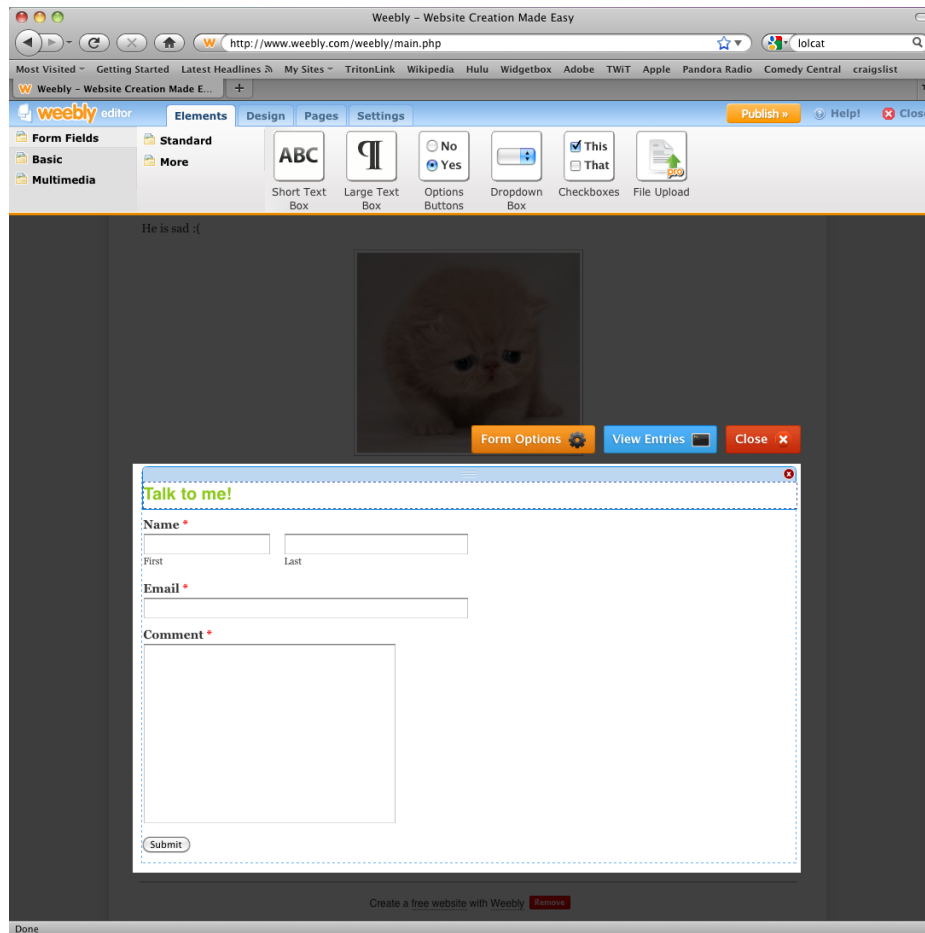 Weebly – Website Creation Made Easy
W http://www.weebly.com/weebly/main.php lolcat
Most Visited Getting Started Latest Headlines My Sites TritonLink Wikipedia Hulu Widgetbox Adobe TWiT Apple Pandora Radio Comedy Central craigslist
W Weebly – Website Creation Made E... +
weebly editor Elements Design Pages Settings Publish » Help! Clos
Form Fields
Basic
Multimedia
Standard
More
ABC
Short Text
Box
¶
Large Text
Box
No
Yes
Options
Buttons
Dropdown
Box
This
That
Checkboxes
pro
File Upload
He is sad :(
Form Options View Entries Close
Talk to me!
Name *
First Last
Email *
Comment *
Submit
Create a free website with Weebly Remove
Done